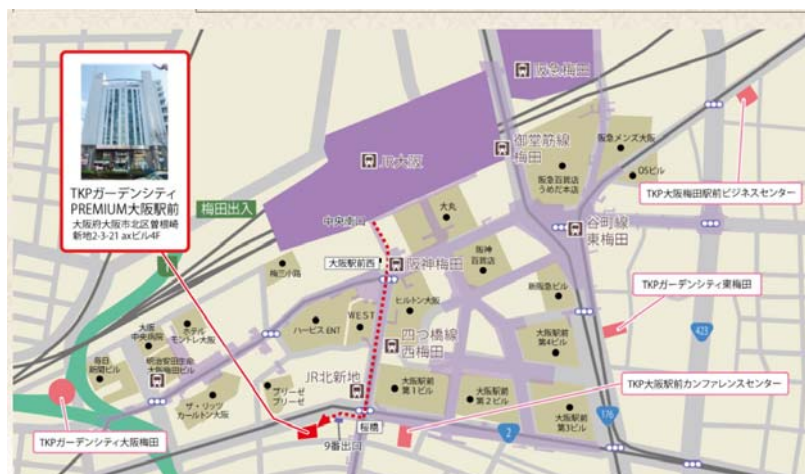 TKPガーデンシティ
PREMIUM大阪駅前
大阪府大阪市北区曽根崎
新地2-3-21 axビル4F
阪急梅田
JR大阪
御堂筋線
梅田
阪急メンズ大阪
OSビル
阪急百貨店
うめだ本店
TKP大阪梅田駅前ビジネスセンター
梅田出入
中央南口
大丸
谷町線
東梅田
大阪駅前西
阪神梅田
阪神
百貨店
梅三小路
新阪急ビル
TKPガーデンシティ東梅田
ヒルトン大阪
WEST
ハービス ENT
四つ橋線
西梅田
大阪駅前
第4ビル
423
大阪
中央病院
ホテル
モントレ大阪
毎日
新聞ビル
明治安田生命
大阪梅田ビル
JR北新地
ブリーゼ
ブリーゼ
ザ・リッツ
カールトン大阪
大阪駅前
第1ビル
大阪駅前
第2ビル
大阪駅前
第3ビル
176
2
TKP大阪駅前カンファレンスセンター
桜橋
9番出口
TKPガーデンシティ大阪梅田